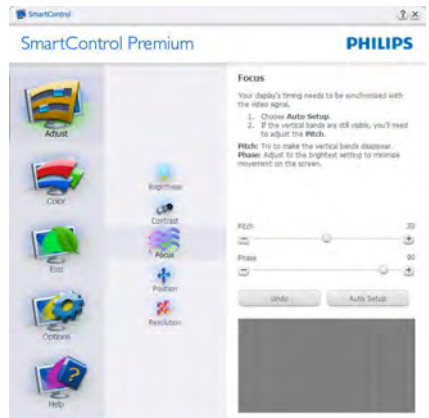 SmartControl
? ×
SmartControl Premium
PHILIPS
Adjust
Color
Eco
Options
Help
Brightness
Contrast
Focus
Position
Resolution
Focus
Your display's timing needs to be synchronized with
the video signal.
1. Choose Auto Setup.
2. If the vertical bands are still visible, you'll need
to adjust the Pitch.
Pitch: Try to make the vertical bands disappear.
Phase: Adjust to the brightest setting to minimize
movement on the screen.
Pitch 50
Phase 90
Undo
Auto Setup